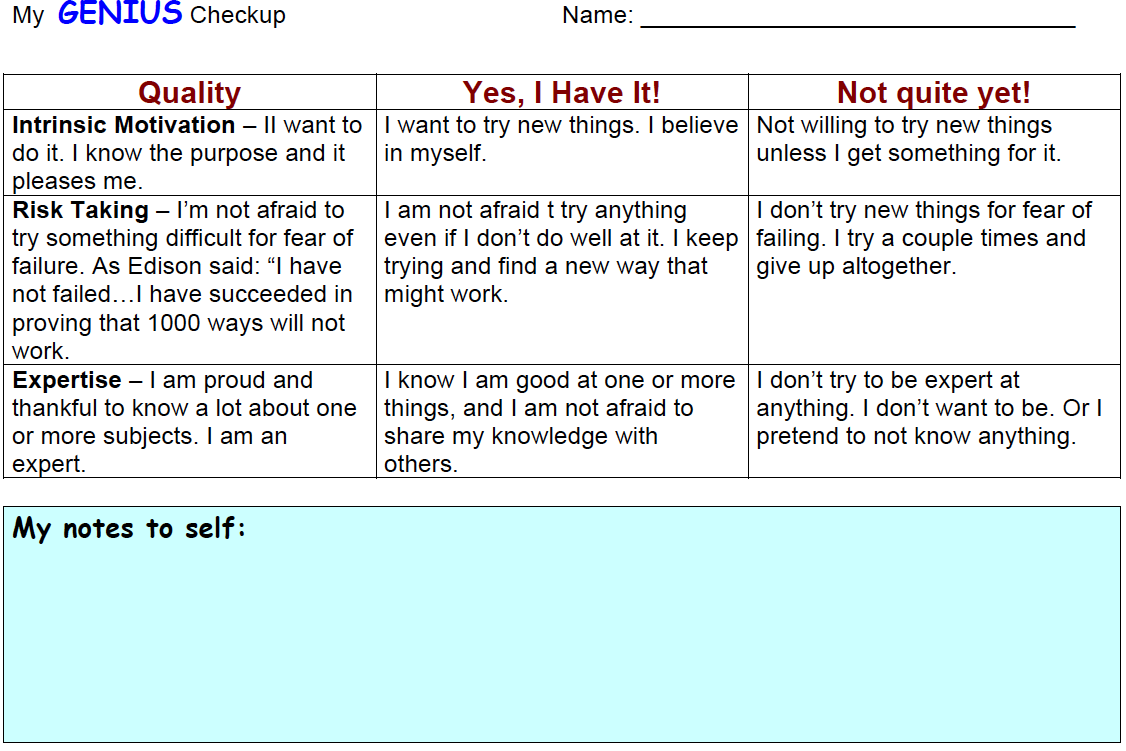 My GENIUS Checkup Name: ___________________________________
Quality
Yes, I Have It!
Not quite yet!
Intrinsic Motivation – II want to
do it. I know the purpose and it
pleases me.
I want to try new things. I believe
in myself.
Not willing to try new things
unless I get something for it.
Risk Taking – I’m not afraid to
try something difficult for fear of
failure. As Edison said: “I have
not failed…I have succeeded in
proving that 1000 ways will not
work.
I am not afraid t try anything
even if I don’t do well at it. I keep
trying and find a new way that
might work.
I don’t try new things for fear of
failing. I try a couple times and
give up altogether.
Expertise – I am proud and
thankful to know a lot about one
or more subjects. I am an
expert.
I know I am good at one or more
things, and I am not afraid to
share my knowledge with
others.
I don’t try to be expert at
anything. I don’t want to be. Or I
pretend to not know anything.
My notes to self: